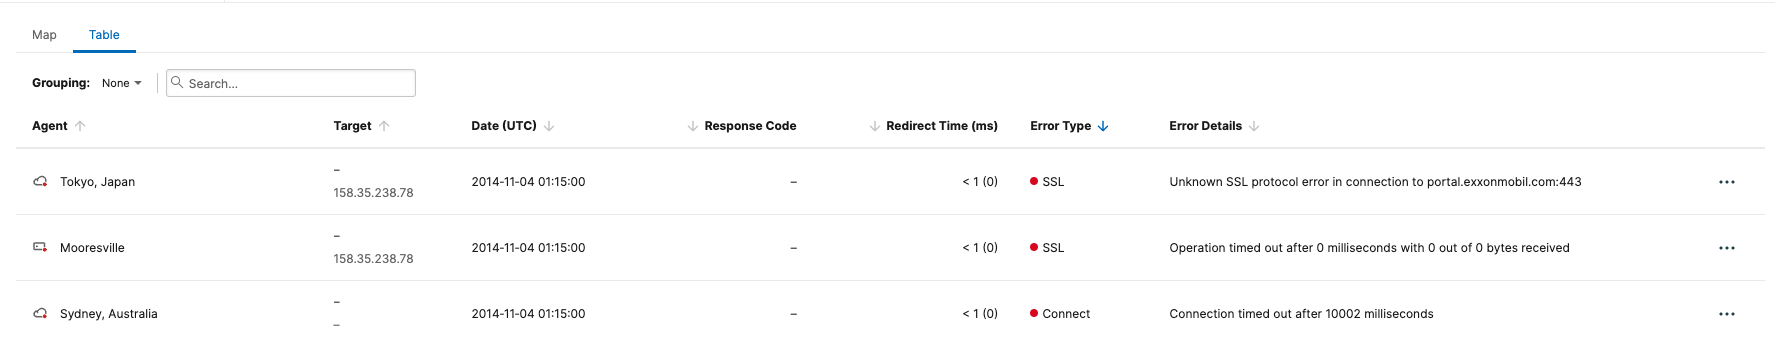 Map Table
Grouping: None Search...
Agent Target Date (UTC) Response Code Redirect Time (ms) Error Type Error Details
–
Tokyo, Japan 2014-11-04 01:15:00 – < 1 (0) SSL Unknown SSL protocol error in connection to portal.exxonmobil.com:443
158.35.238.78
–
Mooresville 2014-11-04 01:15:00 – < 1 (0) SSL Operation timed out after 0 milliseconds with 0 out of 0 bytes received
158.35.238.78
–
Sydney, Australia 2014-11-04 01:15:00 – < 1 (0) Connect Connection timed out after 10002 milliseconds
–